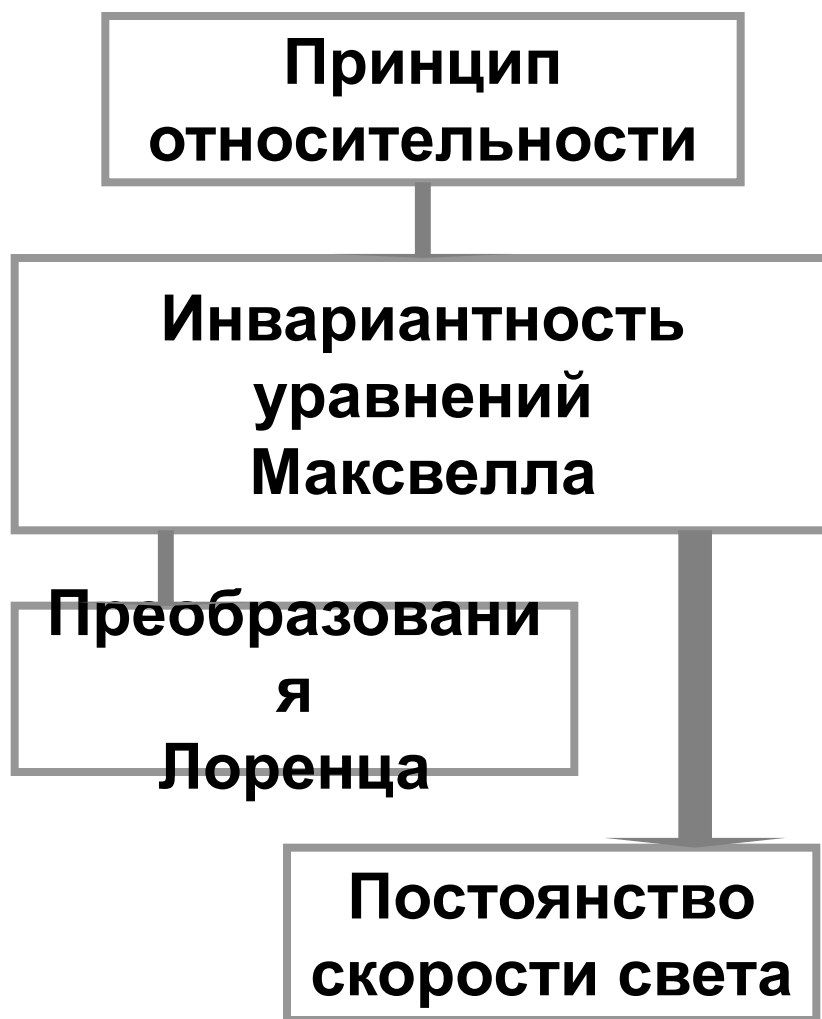 Принцип
относительности
Инвариантность
уравнений
Максвелла
Преобразовани
я
Лоренца
Постоянство
скорости света